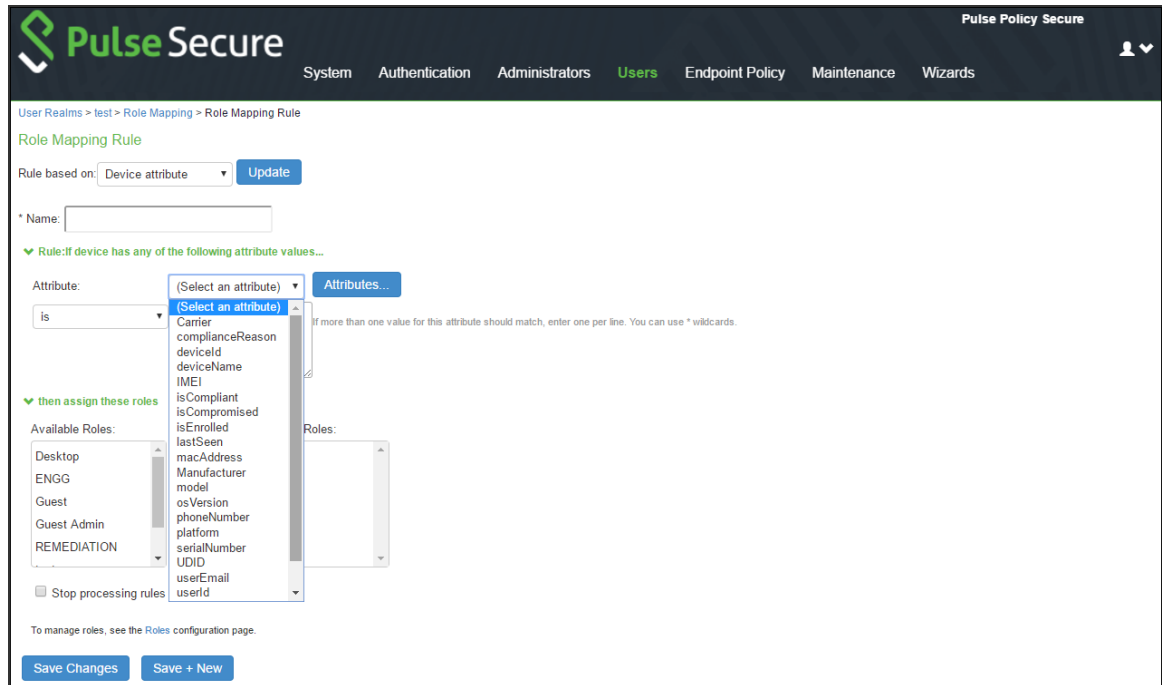 Pulse Policy Secure
Pulse Secure
System Authentication Administrators Users Endpoint Policy Maintenance Wizards
User Realms > test > Role Mapping > Role Mapping Rule
Role Mapping Rule
Rule based on: Device attribute Update
* Name:
Rule:If device has any of the following attribute values...
Attribute: (Select an attribute) Attributes...
(Select an attribute)
is
If more than one value for this attribute should match, enter one per line. You can use * wildcards.
Carrier
complianceReason
deviceId
deviceName
IMEI
isCompliant
isCompromised
isEnrolled
lastSeen
macAddress
Manufacturer
model
osVersion
phoneNumber
platform
serialNumber
UDID
userEmail
userId
then assign these roles
Available Roles: Roles:
Desktop
ENGG
Guest
Guest Admin
REMEDIATION
Stop processing rules
To manage roles, see the Roles configuration page.
Save Changes Save + New